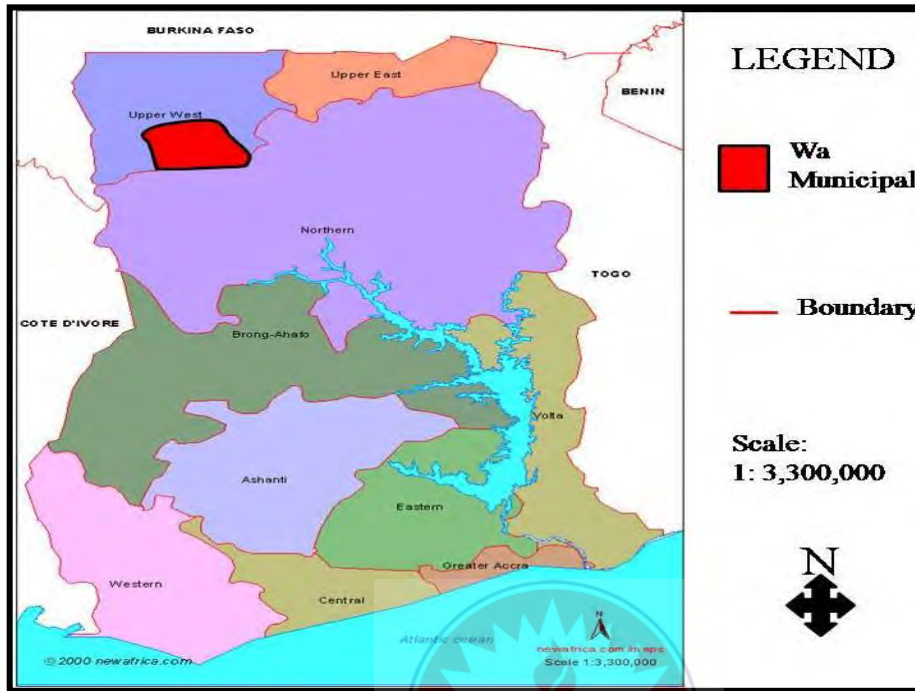 BURKINA FASO
Upper East
BENIN
Upper West
Northern
TOGO
COTE D'IVORE
Brong-Ahafo
Volta
Ashanti
Eastern
Greater Accra
Western
Central
Atlantic ocean
N
newafrica.com/maps
Scale 1:3,300,000
© 2000 newafrica.com
LEGEND
Wa
Municipal
Boundary
Scale:
1: 3,300,000
N